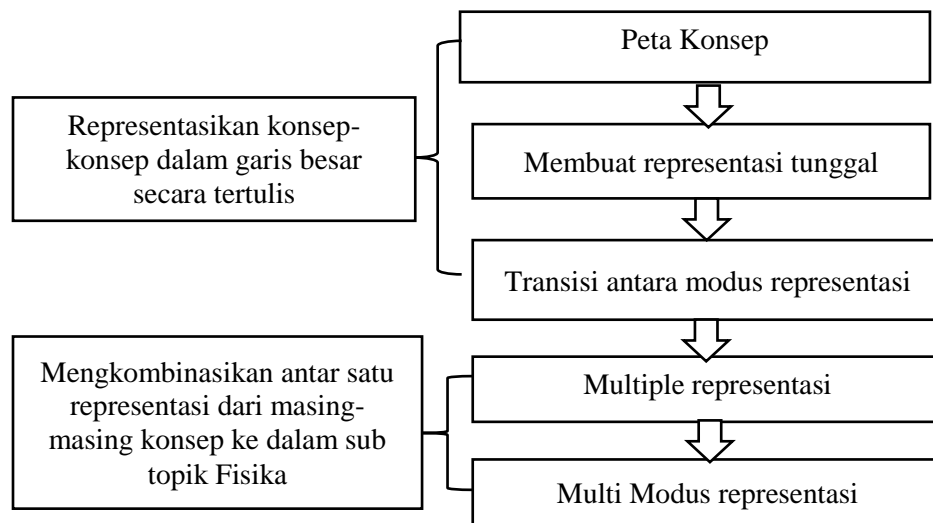 Peta Konsep
Representasikan konsep-
konsep dalam garis besar
secara tertulis
Membuat representasi tunggal
Transisi antara modus representasi
Mengkombinasikan antar satu
representasi dari masing-
masing konsep ke dalam sub
topik Fisika
Multiple representasi
Multi Modus representasi